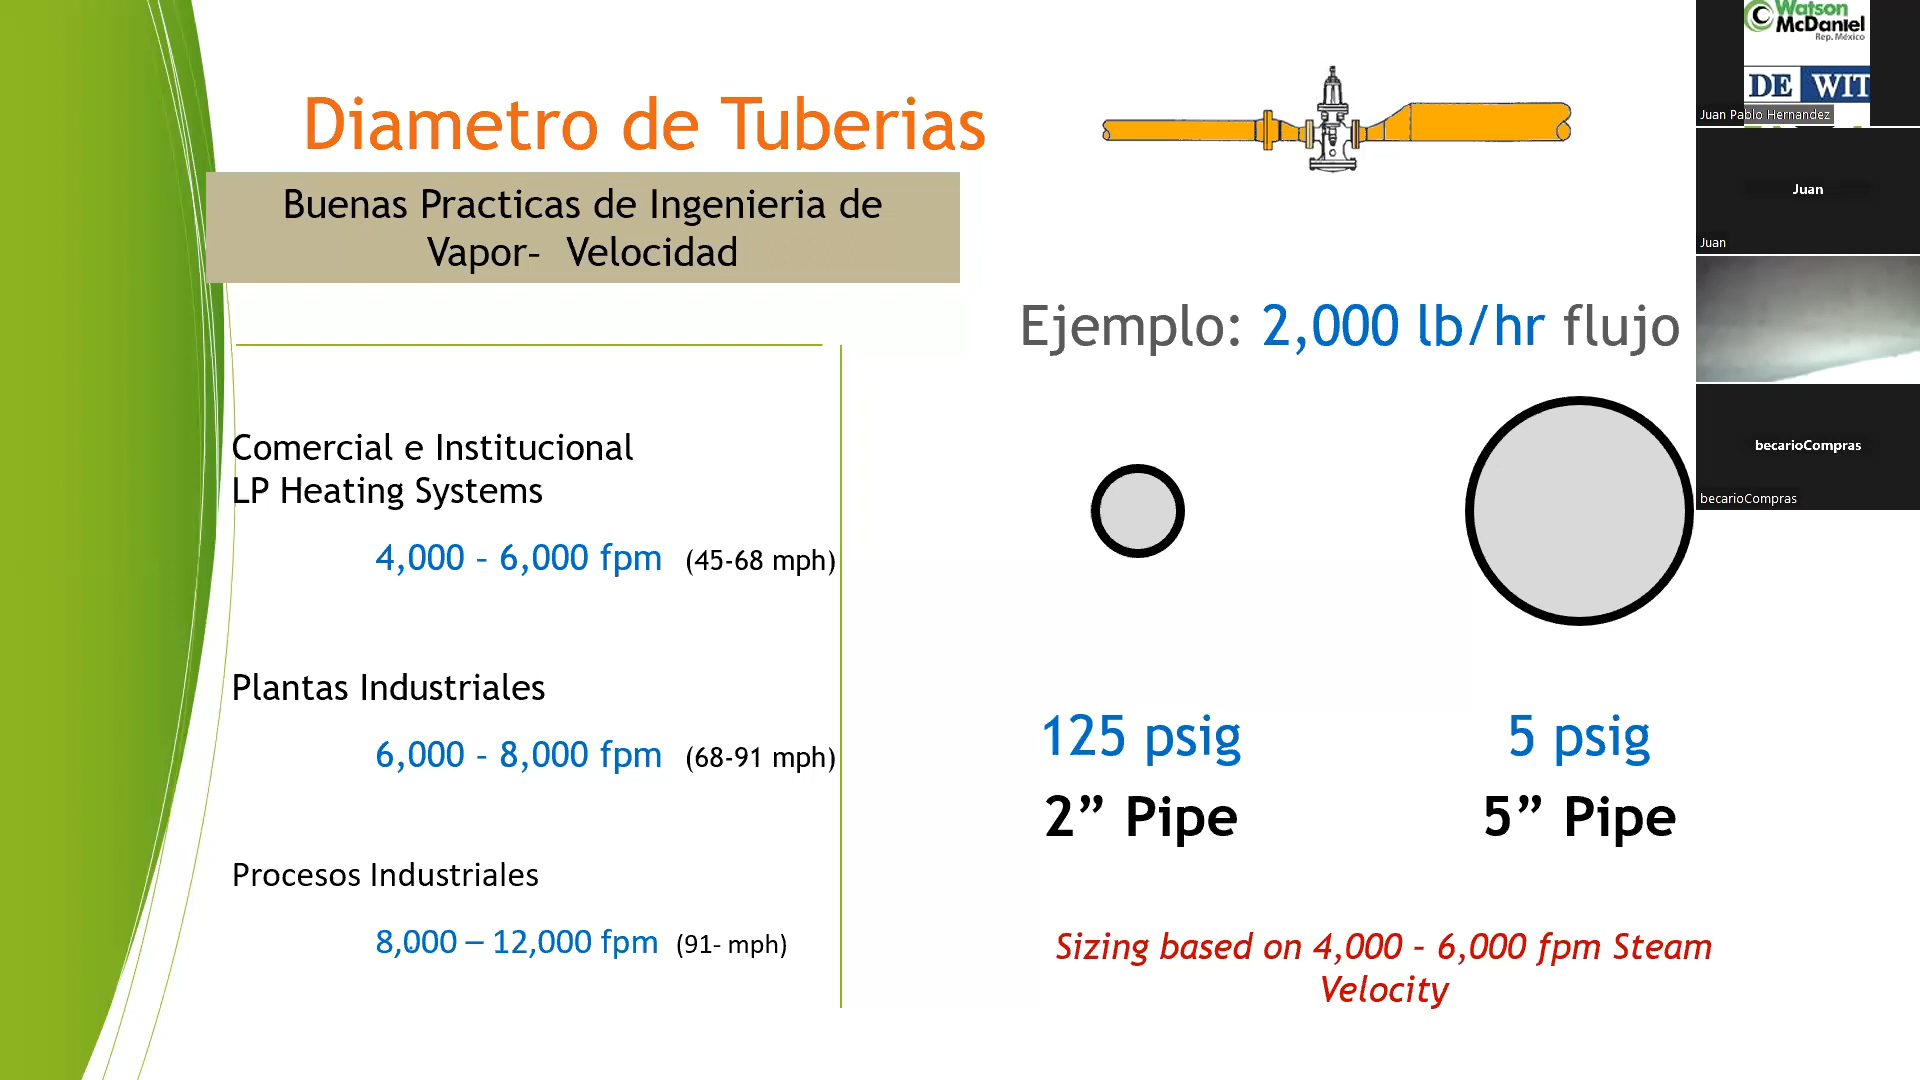 Diametro de Tuberias
Buenas Practicas de Ingenieria de
Vapor– Velocidad
Comercial e Institucional
LP Heating Systems
4,000 – 6,000 fpm (45-68 mph)
Plantas Industriales
6,000 – 8,000 fpm (68-91 mph)
Procesos Industriales
8,000 – 12,000 fpm (91- mph)
Ejemplo: 2,000 lb/hr flujo
125 psig
2” Pipe
5 psig
5” Pipe
Sizing based on 4,000 – 6,000 fpm Steam
Velocity
Watson
McDaniel
Rep. México
DE WIT
Juan Pablo Hernandez
Juan
Juan
becarioCompras
becarioCompras